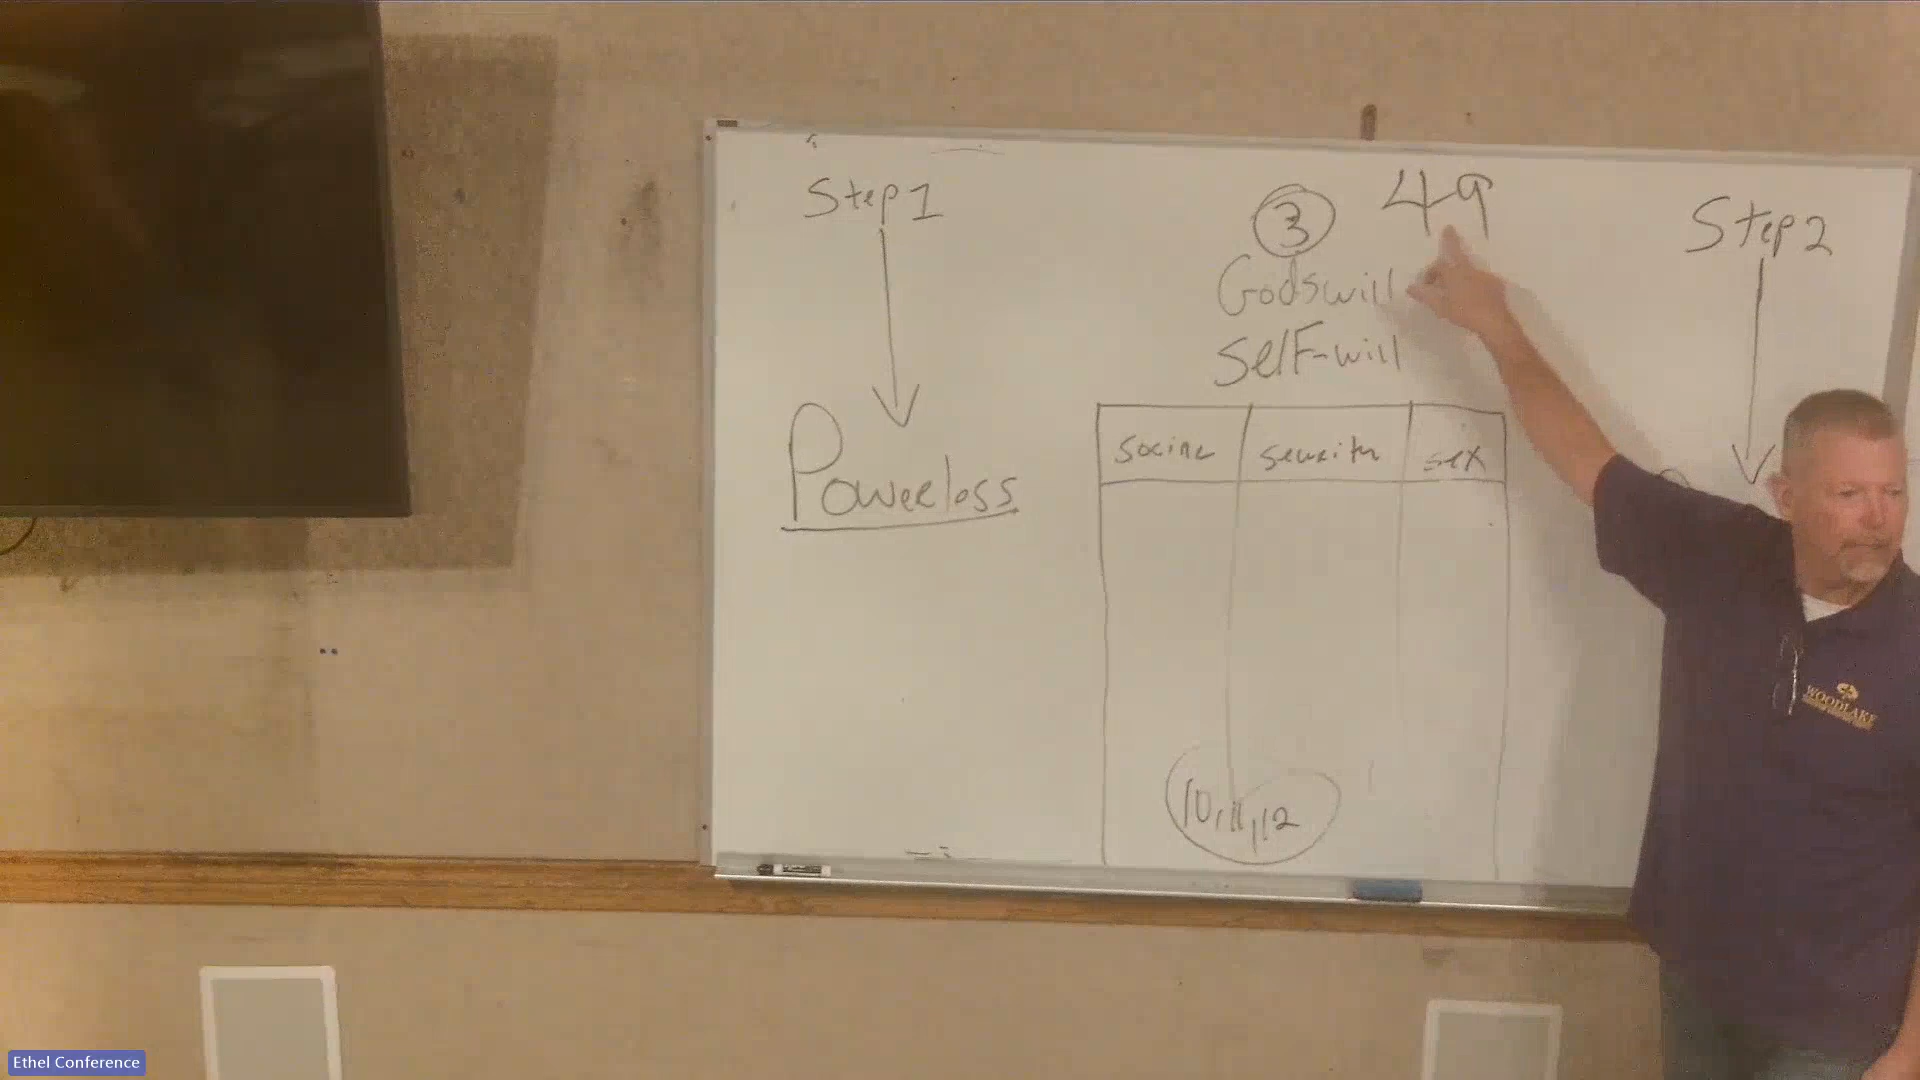 Step 1
③ 49
Step 2
Godswill
Self-will
Powerless
social security sex
10, 11, 12
WOODLAKE
Ethel Conference